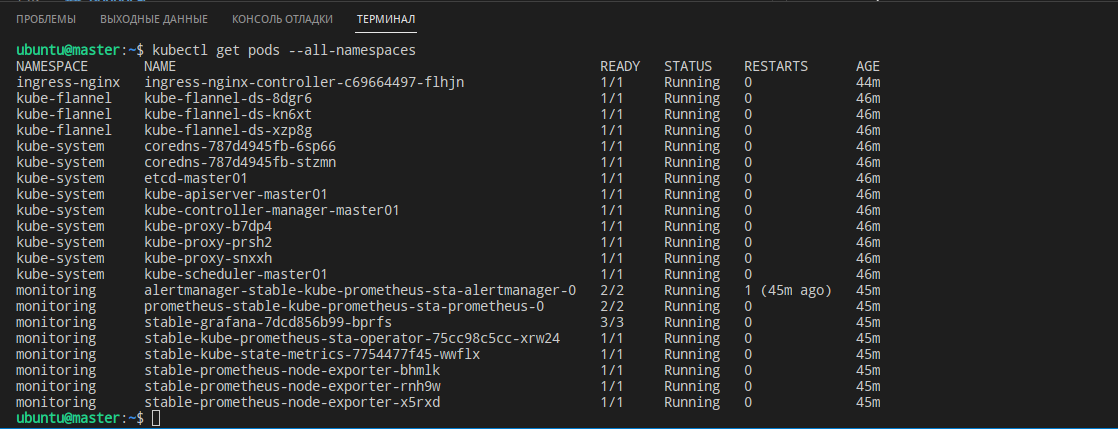 ПРОБЛЕМЫ ВЫХОДНЫЕ ДАННЫЕ КОНСОЛЬ ОТЛАДКИ ТЕРМИНАЛ
ubuntu@master:~$ kubectl get pods --all-namespaces
NAMESPACE NAME READY STATUS RESTARTS AGE
ingress-nginx ingress-nginx-controller-c69664497-flhjn 1/1 Running 0 44m
kube-flannel kube-flannel-ds-8dgr6 1/1 Running 0 46m
kube-flannel kube-flannel-ds-kn6xt 1/1 Running 0 46m
kube-flannel kube-flannel-ds-xzp8g 1/1 Running 0 46m
kube-system coredns-787d4945fb-6sp66 1/1 Running 0 46m
kube-system coredns-787d4945fb-stzmn 1/1 Running 0 46m
kube-system etcd-master01 1/1 Running 0 46m
kube-system kube-apiserver-master01 1/1 Running 0 46m
kube-system kube-controller-manager-master01 1/1 Running 0 46m
kube-system kube-proxy-b7dp4 1/1 Running 0 46m
kube-system kube-proxy-prsh2 1/1 Running 0 46m
kube-system kube-proxy-snxxh 1/1 Running 0 46m
kube-system kube-scheduler-master01 1/1 Running 0 46m
monitoring alertmanager-stable-kube-prometheus-sta-alertmanager-0 2/2 Running 1 (45m ago) 45m
monitoring prometheus-stable-kube-prometheus-sta-prometheus-0 2/2 Running 0 45m
monitoring stable-grafana-7dcd856b99-bprfs 3/3 Running 0 45m
monitoring stable-kube-prometheus-sta-operator-75cc98c5cc-xrw24 1/1 Running 0 45m
monitoring stable-kube-state-metrics-7754477f45-wwflx 1/1 Running 0 45m
monitoring stable-prometheus-node-exporter-bhmlk 1/1 Running 0 45m
monitoring stable-prometheus-node-exporter-rnh9w 1/1 Running 0 45m
monitoring stable-prometheus-node-exporter-x5rxd 1/1 Running 0 45m
ubuntu@master:~$